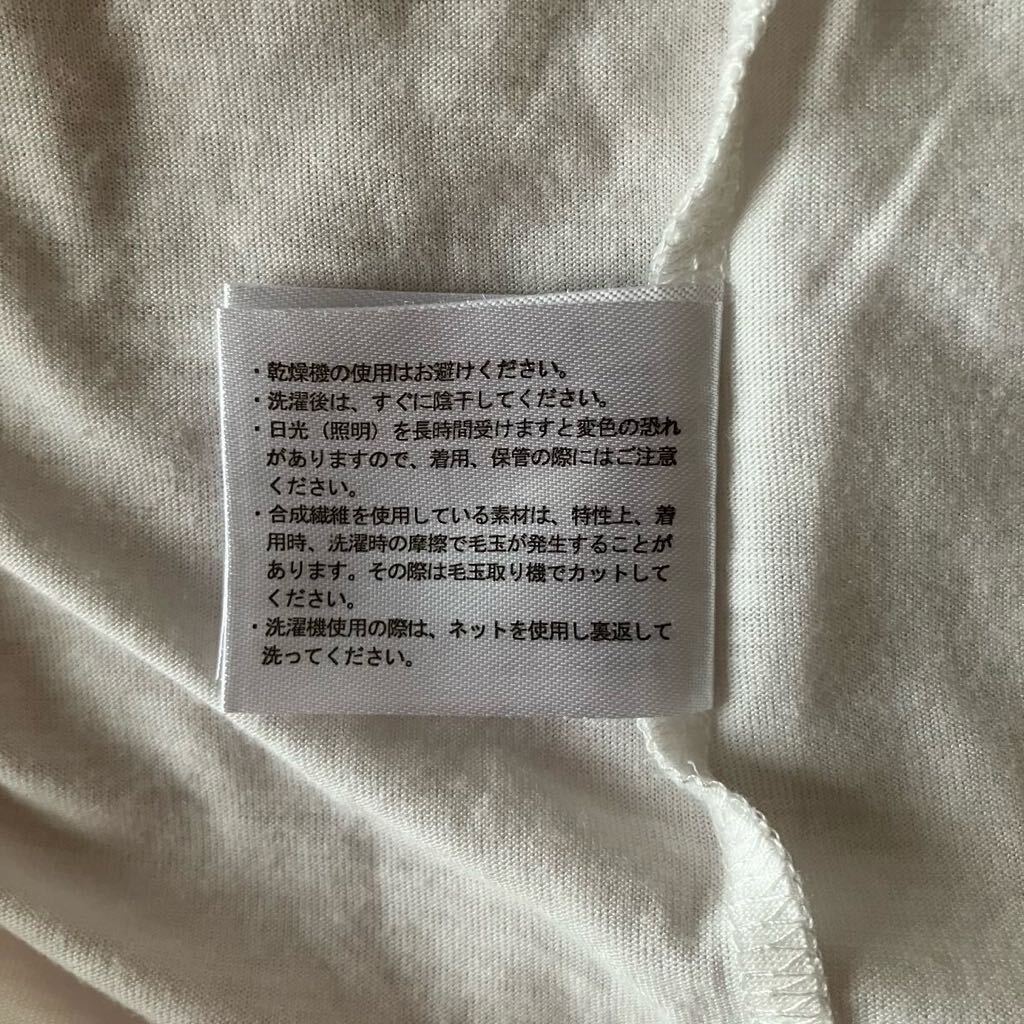 ・乾燥機の使用はお避けください。
・洗濯後は、すぐに陰干してください。
・日光（照明）を長時間受けますと変色の恐れ
がありますので、着用、保管の際にはご注意
ください。
・合成繊維を使用している素材は、特性上、着
用時、洗濯時の摩擦で毛玉が発生することが
あります。その際は毛玉取り機でカットして
ください。
・洗濯機使用の際は、ネットを使用し裏返して
洗ってください。